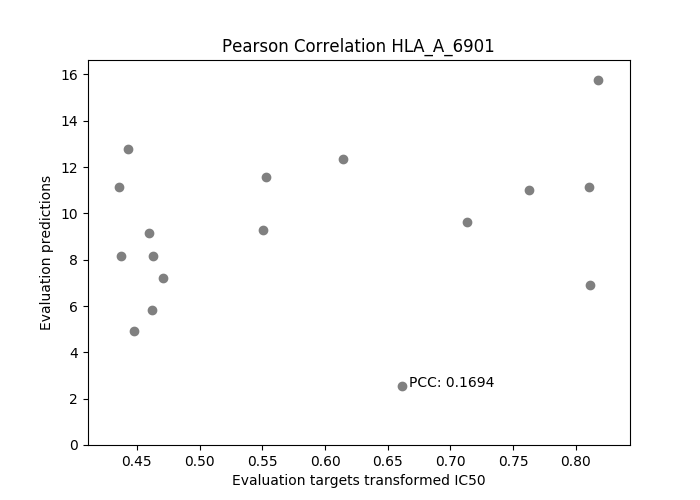 Pearson Correlation HLA_A_6901
Evaluation predictions
16
14
12
10
8
6
4
2
0
PCC: 0.1694
0.45 0.50 0.55 0.60 0.65 0.70 0.75 0.80
Evaluation targets transformed IC50